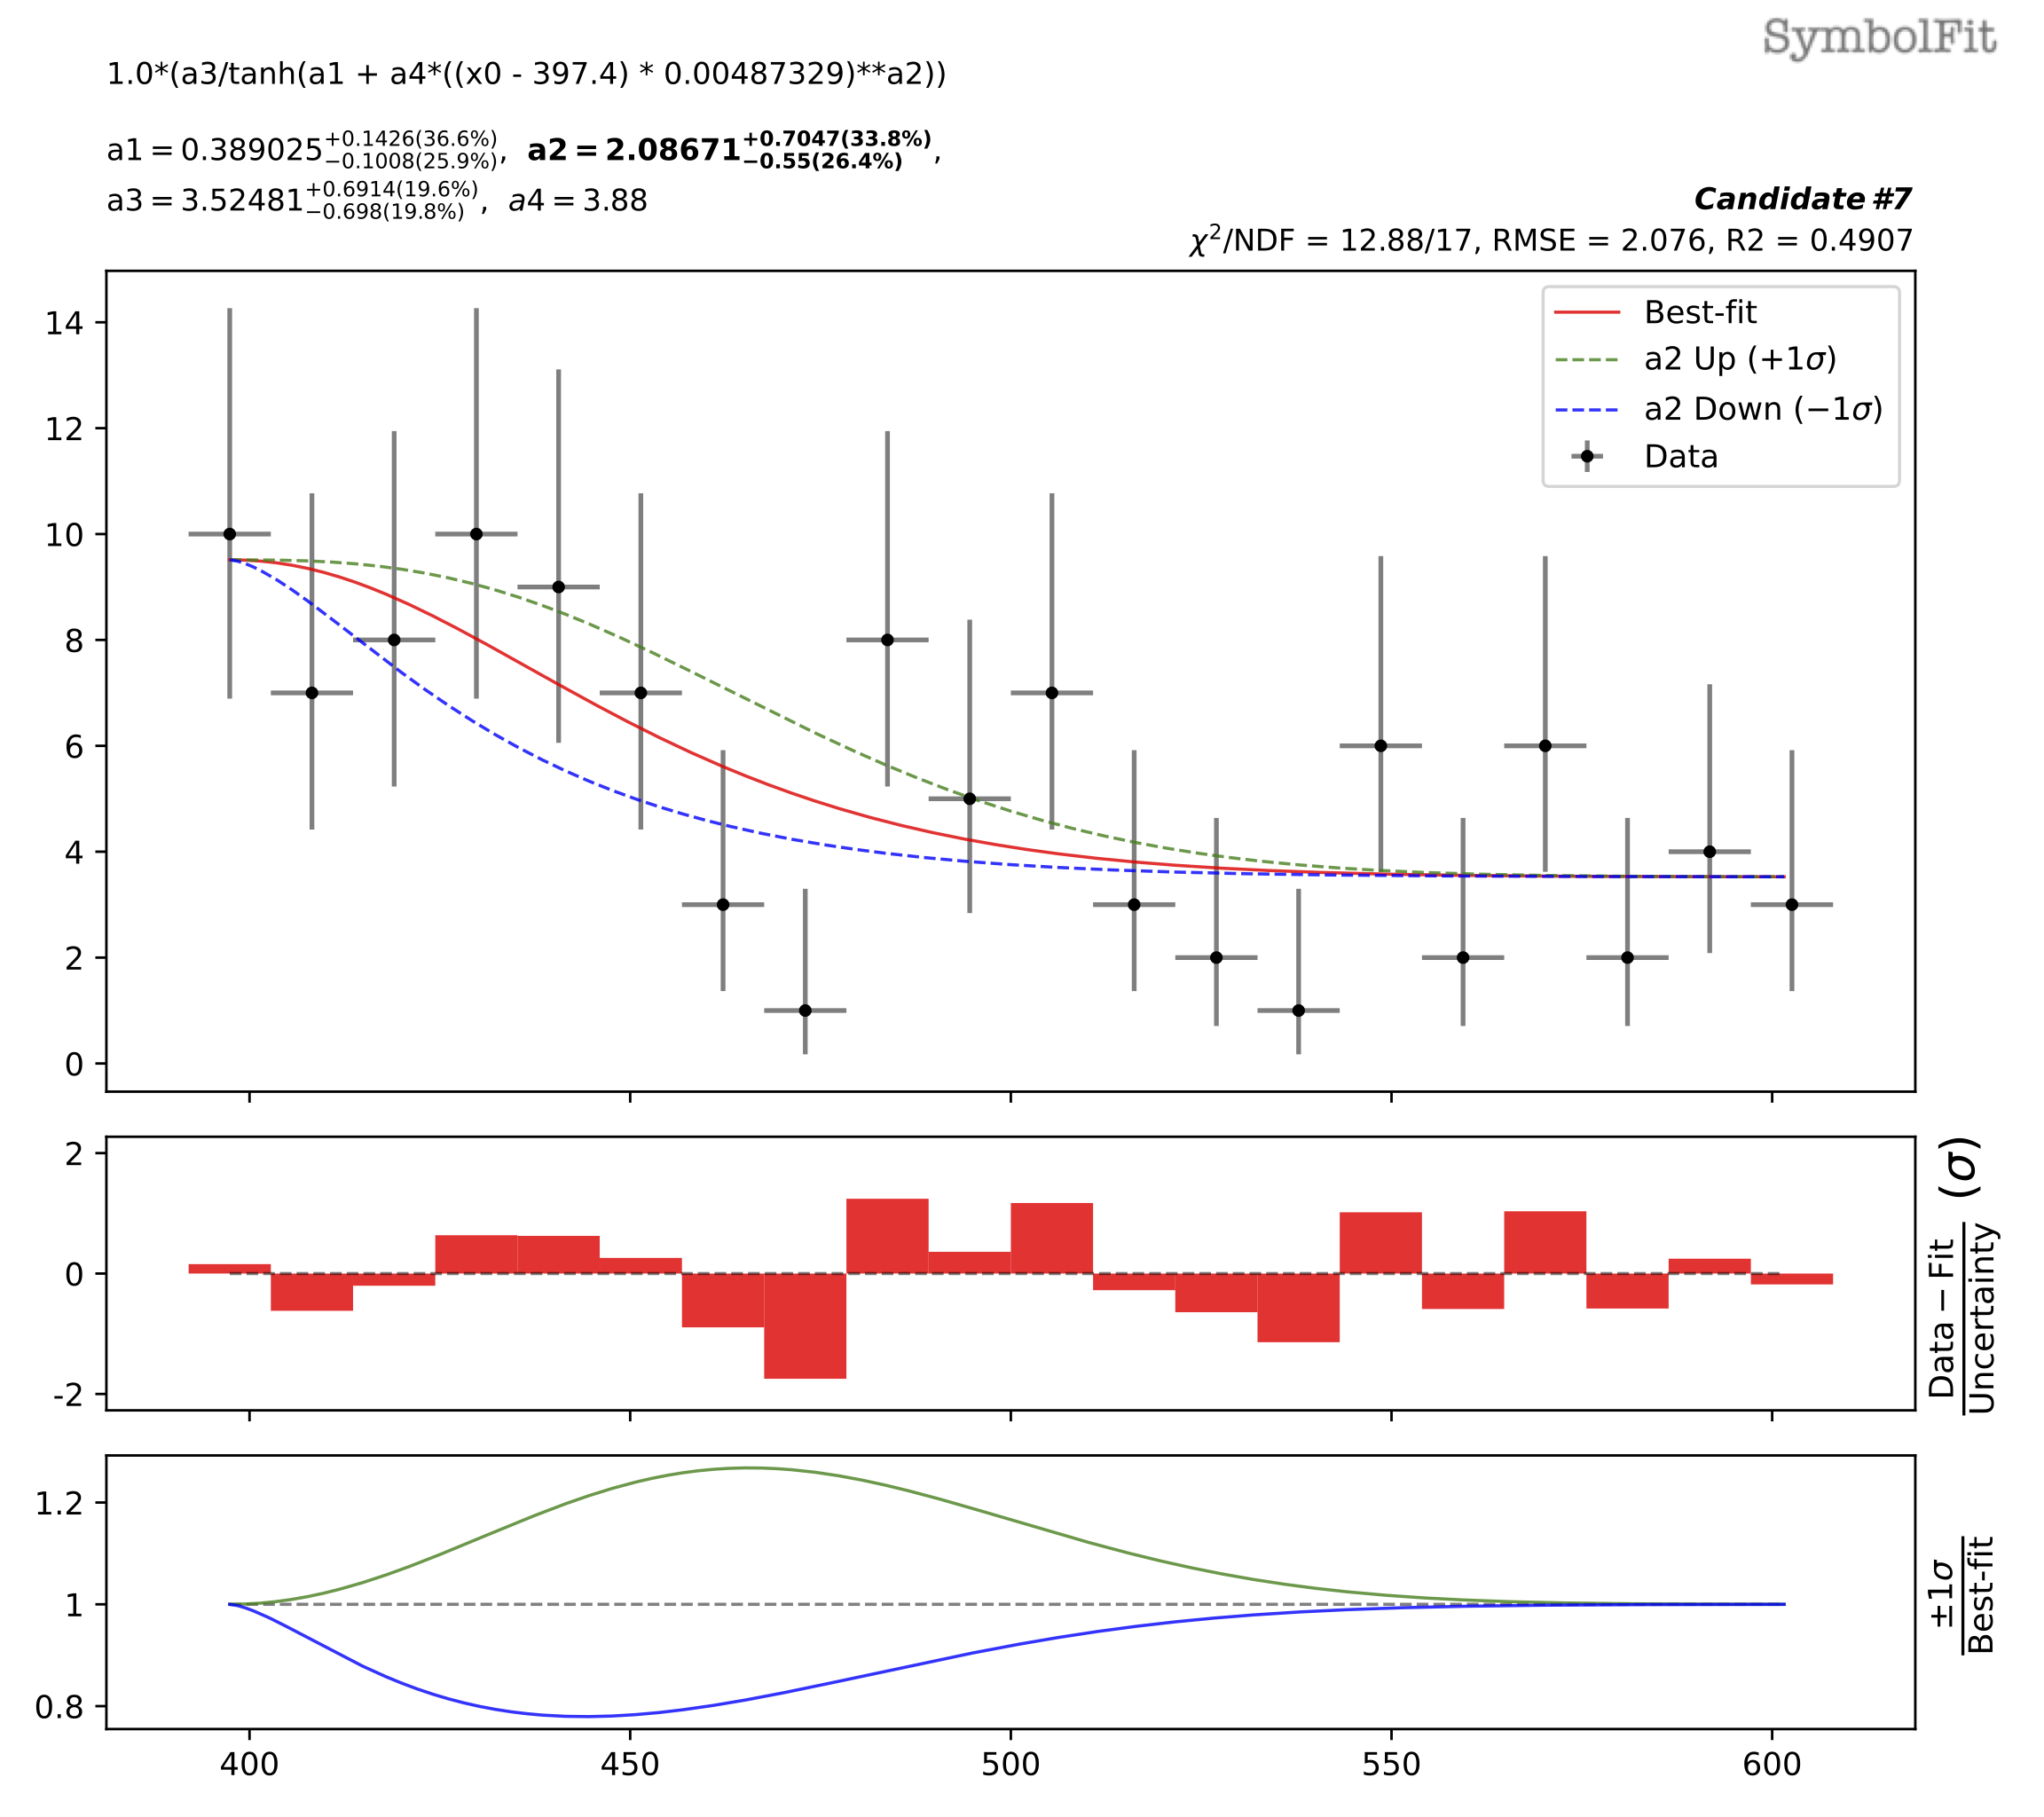 SymbolFit
1.0*(a3/tanh(a1 + a4*((x0 - 397.4) * 0.00487329)**a2))
a1 = 0.389025 +0.1426(36.6%) −0.1008(25.9%), a2 = 2.08671 +0.7047(33.8%) −0.55(26.4%),
a3 = 3.52481 +0.6914(19.6%) −0.698(19.8%), a4 = 3.88
Candidate #7
χ²/NDF = 12.88/17, RMSE = 2.076, R2 = 0.4907
Best-fit
a2 Up (+1σ)
a2 Down (−1σ)
Data
14
12
10
8
6
4
2
0
2
0
-2
Data − Fit
Uncertainty
(σ)
1.2
1
0.8
±1σ
Best-fit
400 450 500 550 600